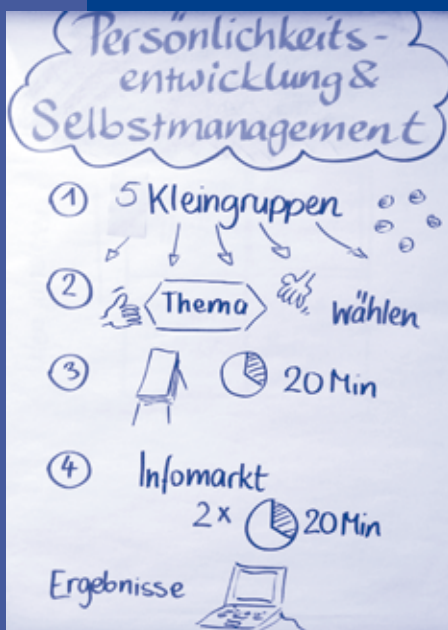 Persönlichkeits-
entwicklung &
Selbstmanagement
① 5 Kleingruppen
② Thema wählen
③ 20 Min
④ Infomarkt
2x 20 Min
Ergebnisse